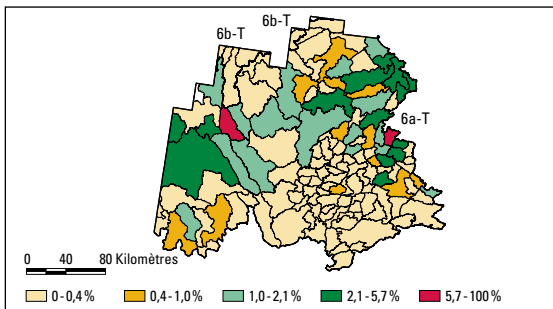 6b-T
6b-T
6a-T
0 40 80 Kilomètres
0 - 0,4 % 0,4 - 1,0 % 1,0 - 2,1 % 2,1 - 5,7 % 5,7 - 100 %